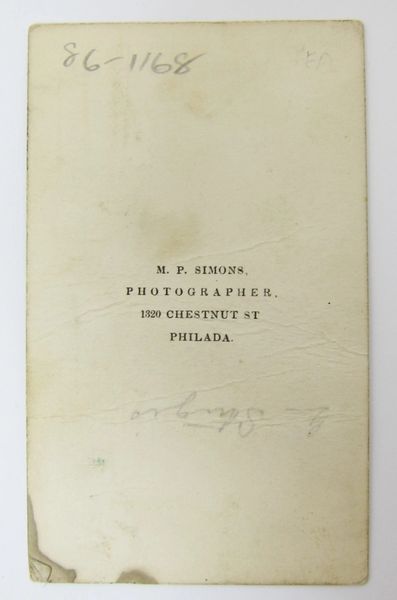 86-1168
M. P. SIMONS,
PHOTOGRAPHER,
1320 CHESTNUT ST
PHILADA.